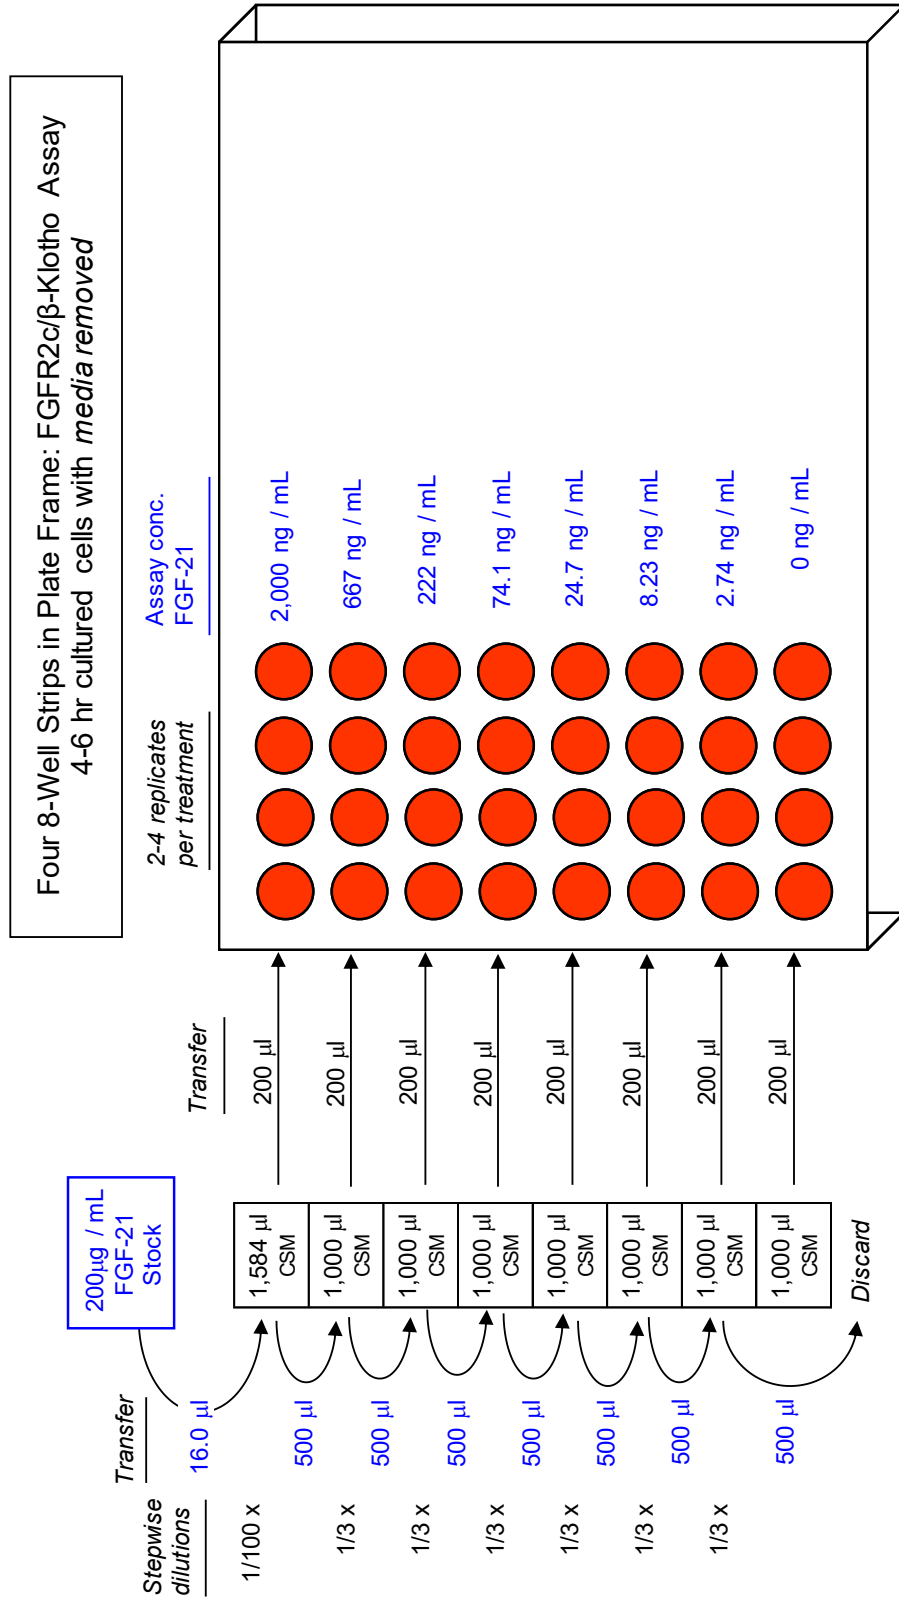 Four 8-Well Strips in Plate Frame: FGFR2c/β-Klotho Assay
4-6 hr cultured cells with media removed
Stepwise
dilutions
Transfer
200µg / mL
FGF-21
Stock
Transfer
2-4 replicates
per treatment
Assay conc.
FGF-21
1/100 x
16.0 µl
1,584 µl
CSM
200 µl
2,000 ng / mL
500 µl
1/3 x
1,000 µl
CSM
200 µl
667 ng / mL
500 µl
1/3 x
1,000 µl
CSM
200 µl
222 ng / mL
500 µl
1/3 x
1,000 µl
CSM
200 µl
74.1 ng / mL
500 µl
1/3 x
1,000 µl
CSM
200 µl
24.7 ng / mL
500 µl
1/3 x
1,000 µl
CSM
200 µl
8.23 ng / mL
500 µl
1/3 x
1,000 µl
CSM
200 µl
2.74 ng / mL
500 µl
1,000 µl
CSM
200 µl
0 ng / mL
Discard